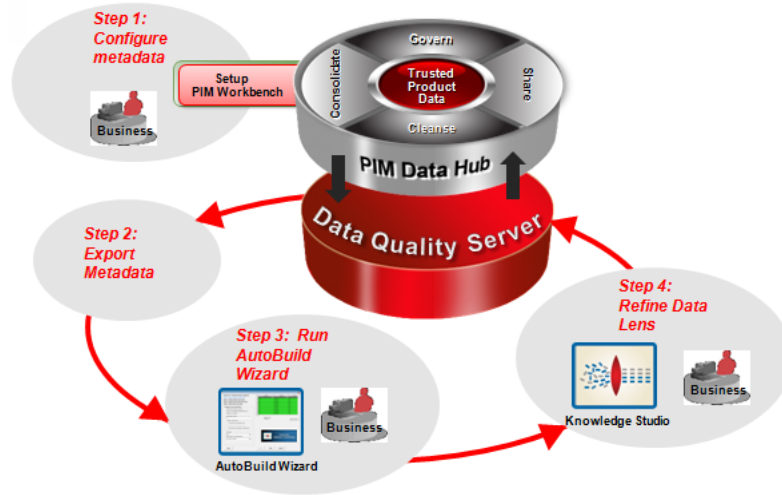 Step 1:
Configure
metadata
Business
Setup
PIM Workbench
Govern
Consolidate
Trusted
Product
Data
Share
Cleanse
PIM Data Hub
Data Quality Server
Step 2:
Export
Metadata
Step 3: Run
AutoBuild
Wizard
Business
AutoBuild Wizard
Step 4:
Refine Data
Lens
Knowledge Studio
Business